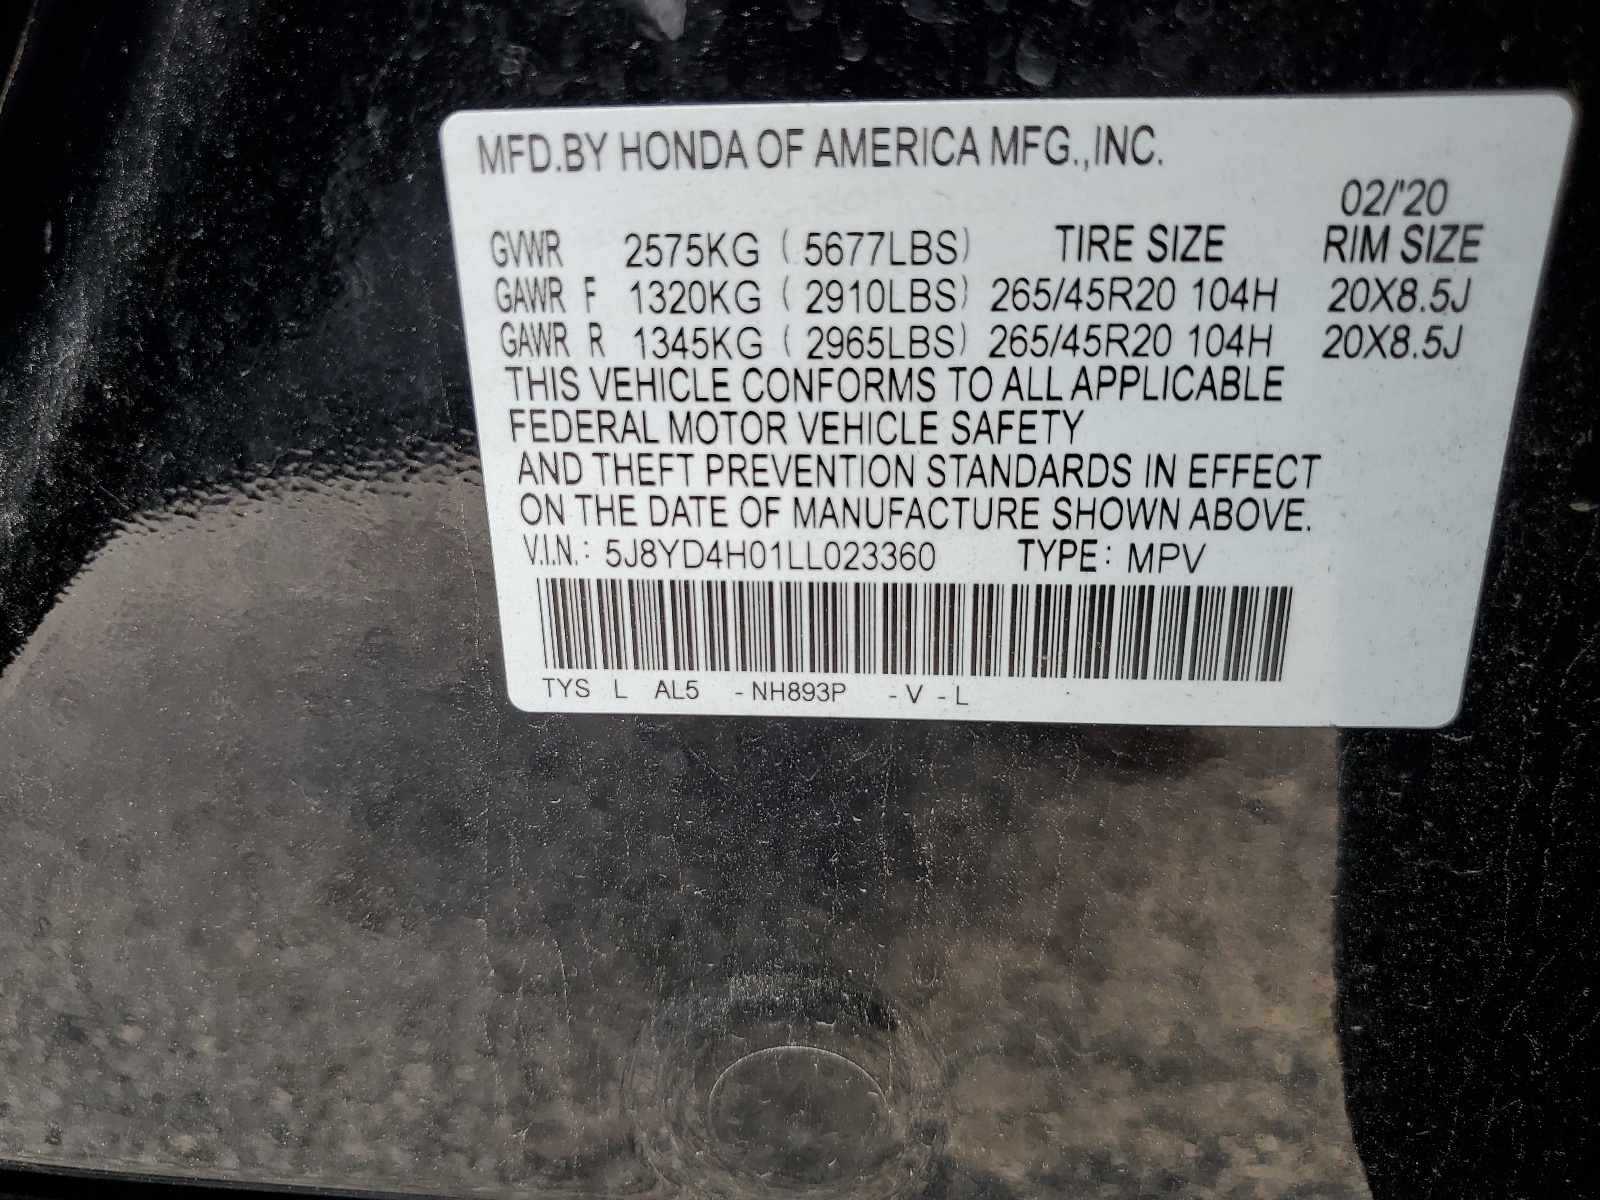 MFD.BY HONDA OF AMERICA MFG.,INC.
02/'20
GVWR 2575KG ( 5677LBS) TIRE SIZE RIM SIZE
GAWR F 1320KG ( 2910LBS) 265/45R20 104H 20X8.5J
GAWR R 1345KG ( 2965LBS) 265/45R20 104H 20X8.5J
THIS VEHICLE CONFORMS TO ALL APPLICABLE
FEDERAL MOTOR VEHICLE SAFETY
AND THEFT PREVENTION STANDARDS IN EFFECT
ON THE DATE OF MANUFACTURE SHOWN ABOVE.
V.I.N.: 5J8YD4H01LL023360 TYPE: MPV
TYS L AL5 -NH893P -V -L